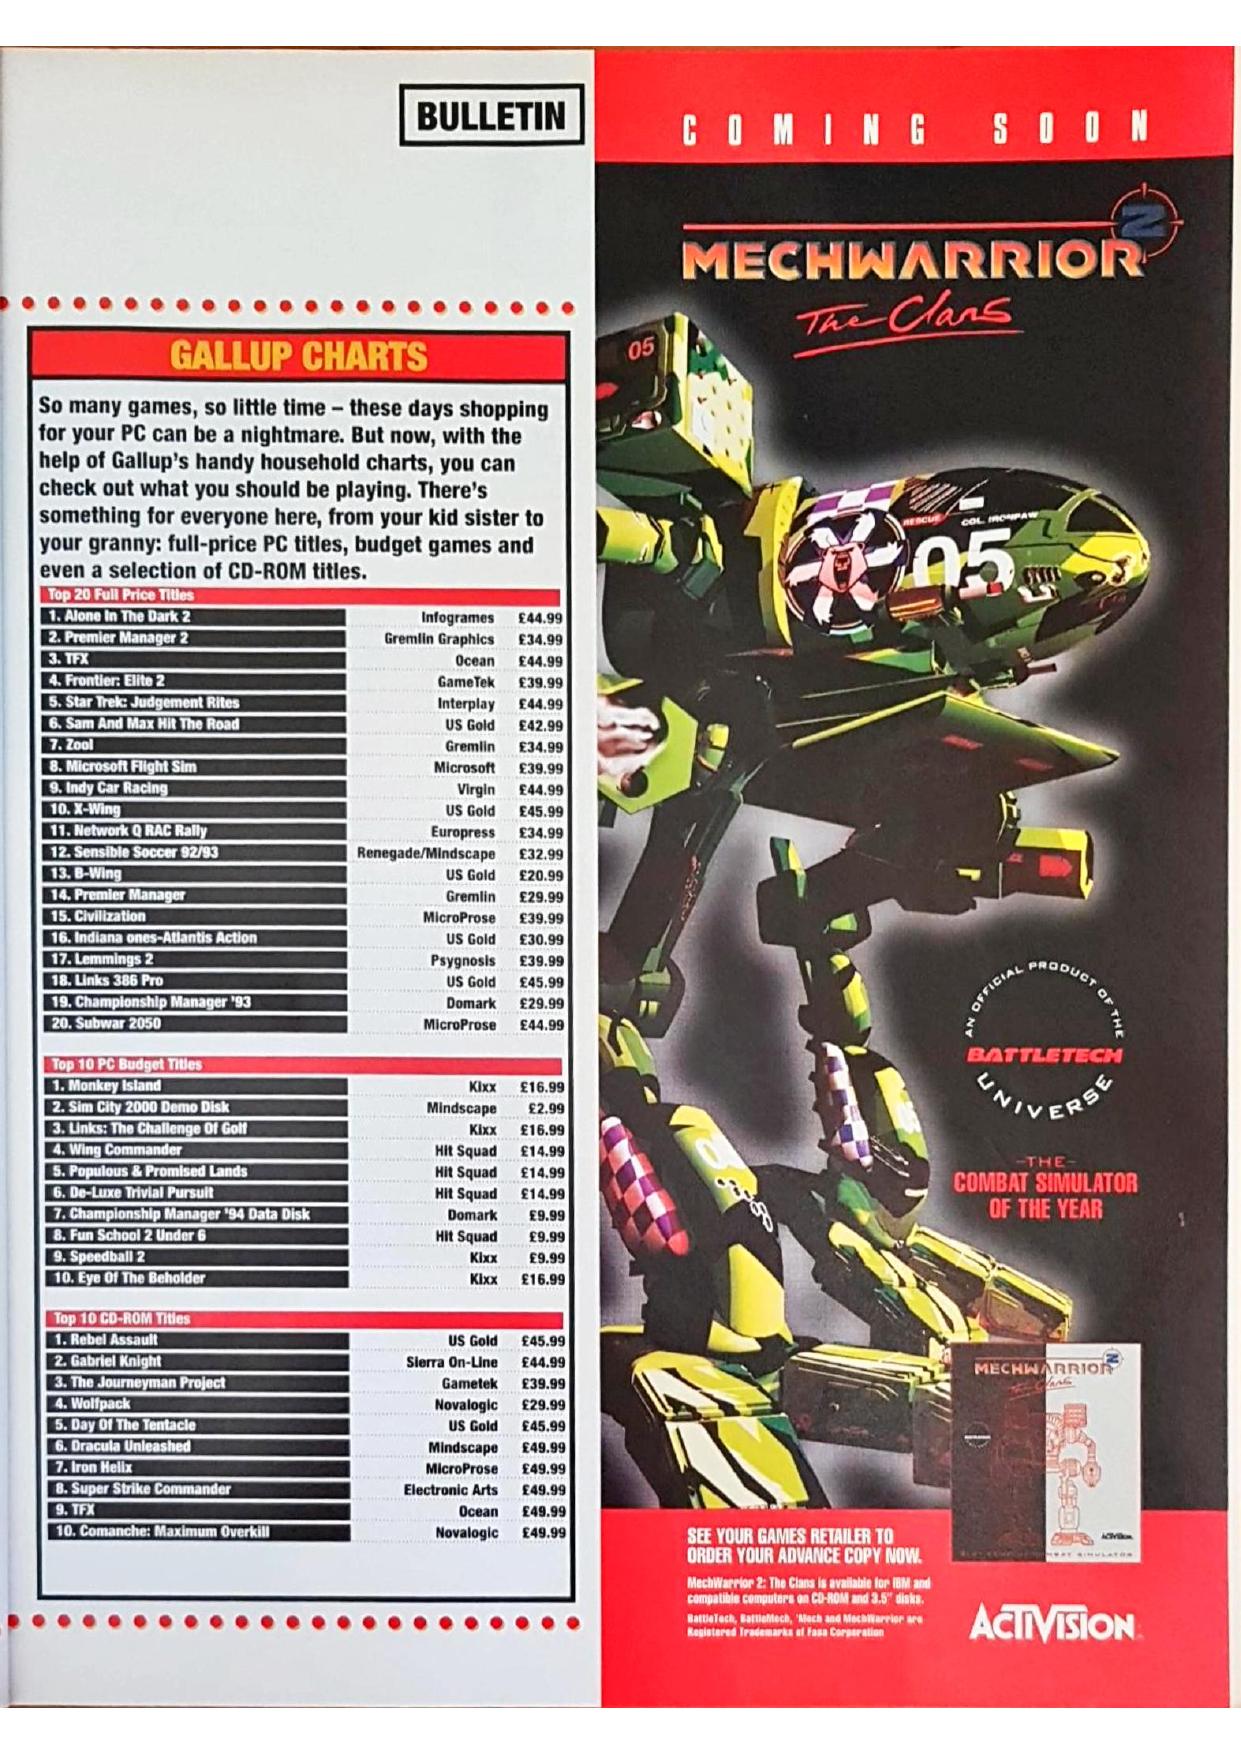 BULLETIN
GALLUP CHARTS
So many games, so little time – these days shopping
for your PC can be a nightmare. But now, with the
help of Gallup's handy household charts, you can
check out what you should be playing. There's
something for everyone here, from your kid sister to
your granny: full-price PC titles, budget games and
even a selection of CD-ROM titles.
Top 20 Full Price Titles
1. Alone In The Dark 2 Infogrames £44.99
2. Premier Manager 2 Gremlin Graphics £34.99
3. TFX Ocean £44.99
4. Frontier: Elite 2 GameTek £39.99
5. Star Trek: Judgement Rites Interplay £44.99
6. Sam And Max Hit The Road US Gold £42.99
7. Zool Gremlin £34.99
8. Microsoft Flight Sim Microsoft £39.99
9. Indy Car Racing Virgin £44.99
10. X-Wing US Gold £45.99
11. Network Q RAC Rally Europress £34.99
12. Sensible Soccer 92/93 Renegade/Mindscape £32.99
13. B-Wing US Gold £20.99
14. Premier Manager Gremlin £29.99
15. Civilization MicroProse £39.99
16. Indiana ones-Atlantis Action US Gold £30.99
17. Lemmings 2 Psygnosis £39.99
18. Links 386 Pro US Gold £45.99
19. Championship Manager '93 Domark £29.99
20. Subwar 2050 MicroProse £44.99
Top 10 PC Budget Titles
1. Monkey Island Kixx £16.99
2. Sim City 2000 Demo Disk Mindscape £2.99
3. Links: The Challenge Of Golf Kixx £16.99
4. Wing Commander Hit Squad £14.99
5. Populous & Promised Lands Hit Squad £14.99
6. De-Luxe Trivial Pursuit Hit Squad £14.99
7. Championship Manager '94 Data Disk Domark £9.99
8. Fun School 2 Under 6 Hit Squad £9.99
9. Speedball 2 Kixx £9.99
10. Eye Of The Beholder Kixx £16.99
Top 10 CD-ROM Titles
1. Rebel Assault US Gold £45.99
2. Gabriel Knight Sierra On-Line £44.99
3. The Journeyman Project Gametek £39.99
4. Wolfpack Novalogic £29.99
5. Day Of The Tentacle US Gold £45.99
6. Dracula Unleashed Mindscape £49.99
7. Iron Helix MicroProse £49.99
8. Super Strike Commander Electronic Arts £49.99
9. TFX Ocean £49.99
10. Comanche: Maximum Overkill Novalogic £49.99
COMING SOON
MECHWARRIOR 2
The Clans
05
RESCUE COL. IRONPAW
05
05
AN OFFICIAL PRODUCT OF THE
BATTLETECH
UNIVERSE
-THE-
COMBAT SIMULATOR
OF THE YEAR
MECHWARRIOR 2
The Clans
ACTIVISION
SEE YOUR GAMES RETAILER TO
ORDER YOUR ADVANCE COPY NOW.
MechWarrior 2: The Clans is available for IBM and
compatible computers on CD-ROM and 3.5" disks.
BattleTech, BattleMech, 'Mech and MechWarrior are
Registered Trademarks of Fasa Corporation
ACTIVISION